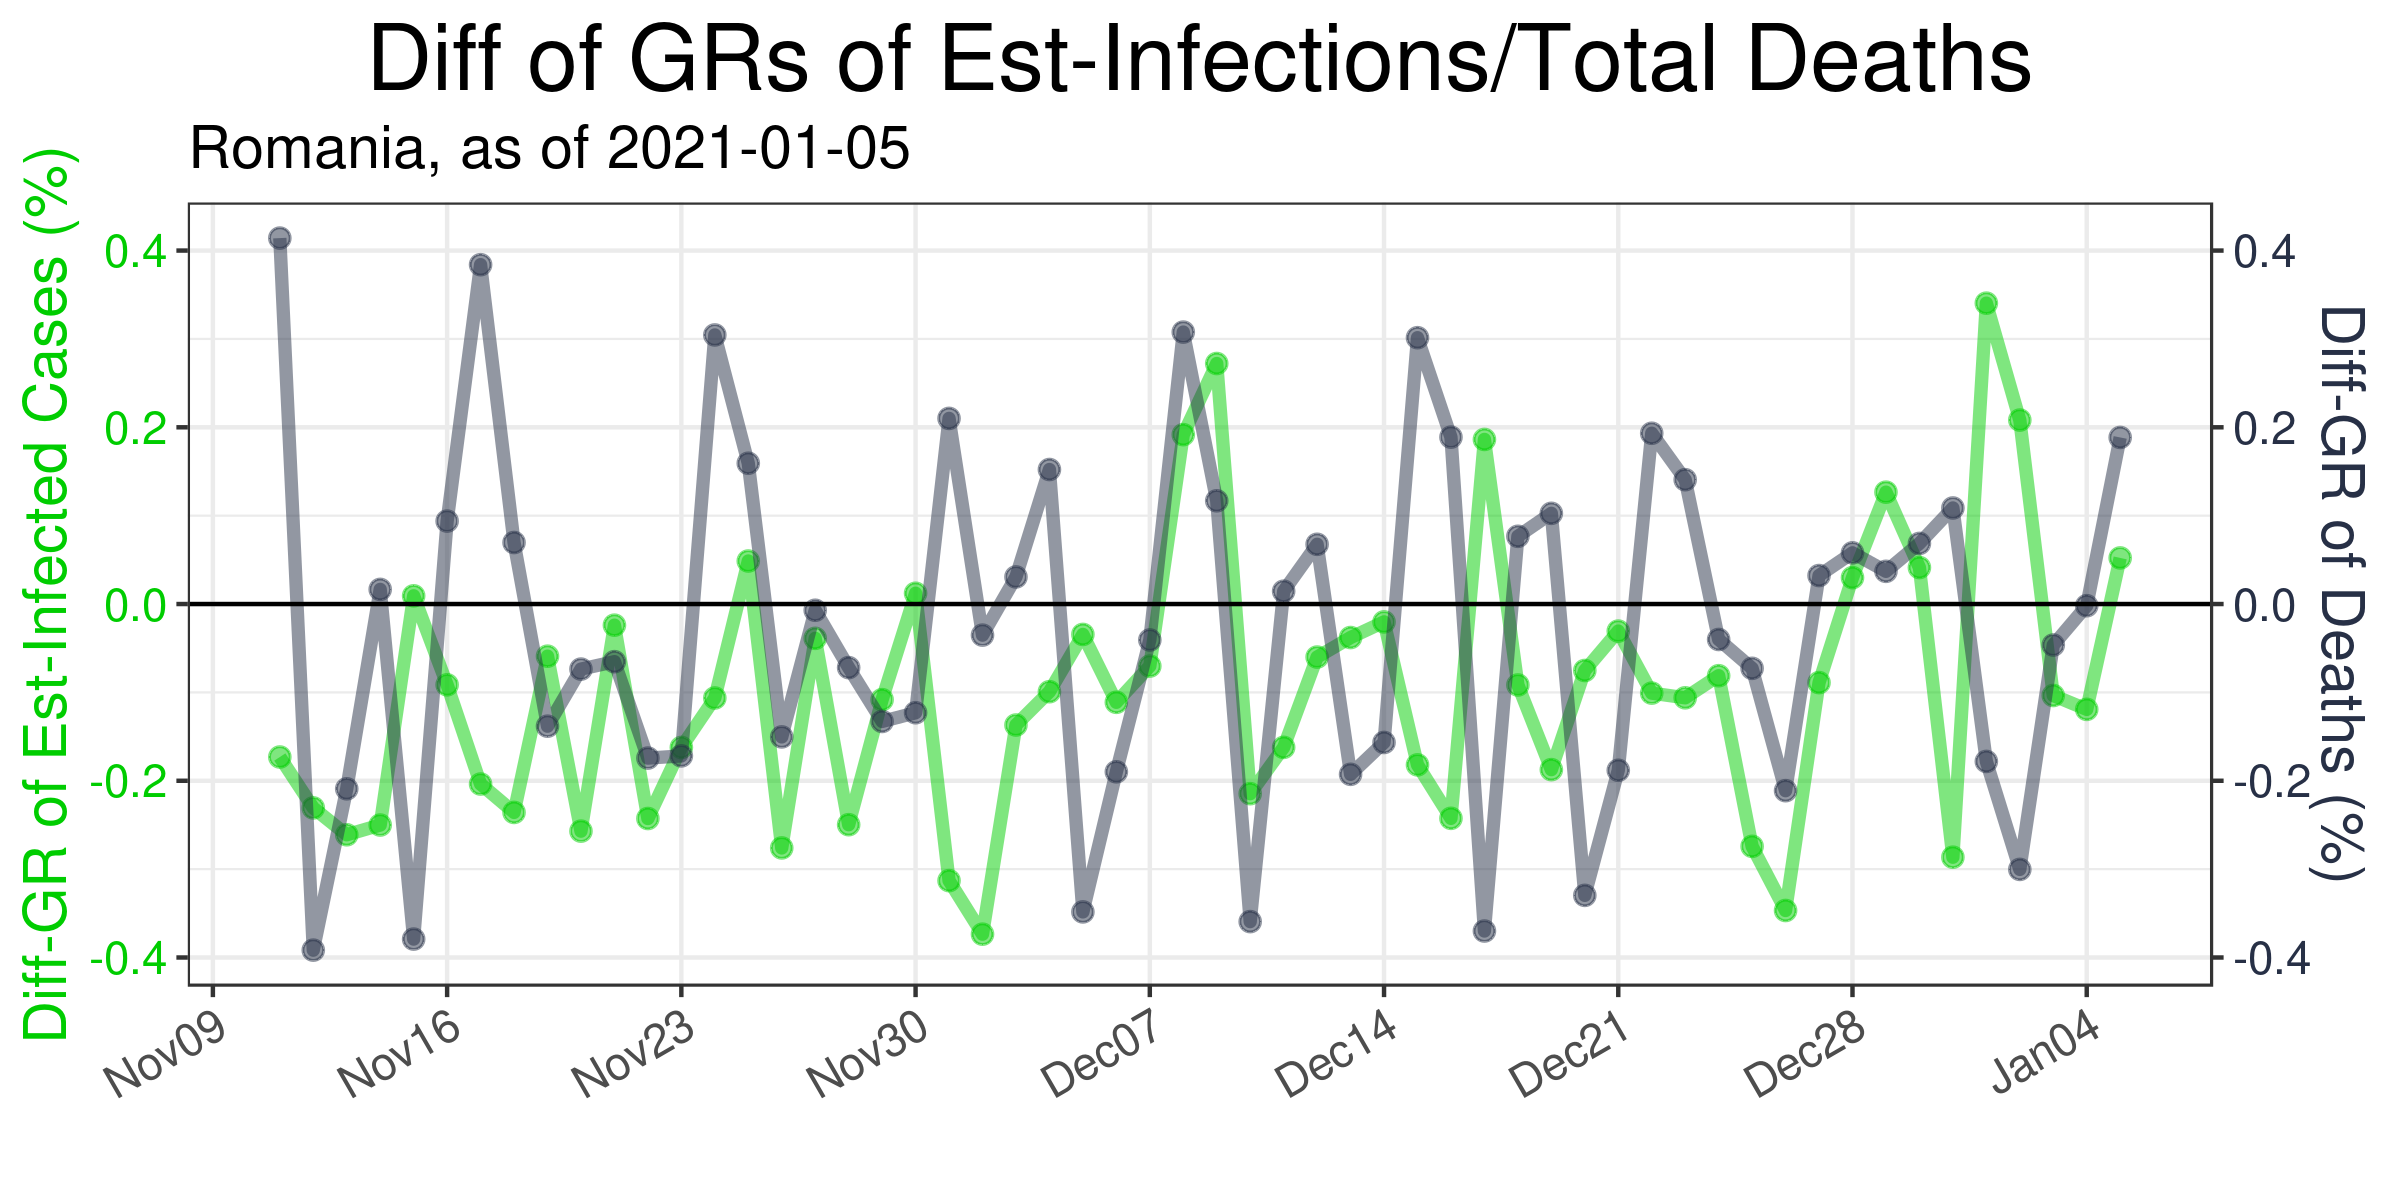 Diff of GRs of Est-Infections/Total Deaths
Romania, as of 2021-01-05
Diff-GR of Est-Infected Cases (%)
0.4
0.2
0.0
-0.2
-0.4
0.4
0.2
0.0
-0.2
-0.4
Diff-GR of Deaths (%)
Nov09
Nov16
Nov23
Nov30
Dec07
Dec14
Dec21
Dec28
Jan04